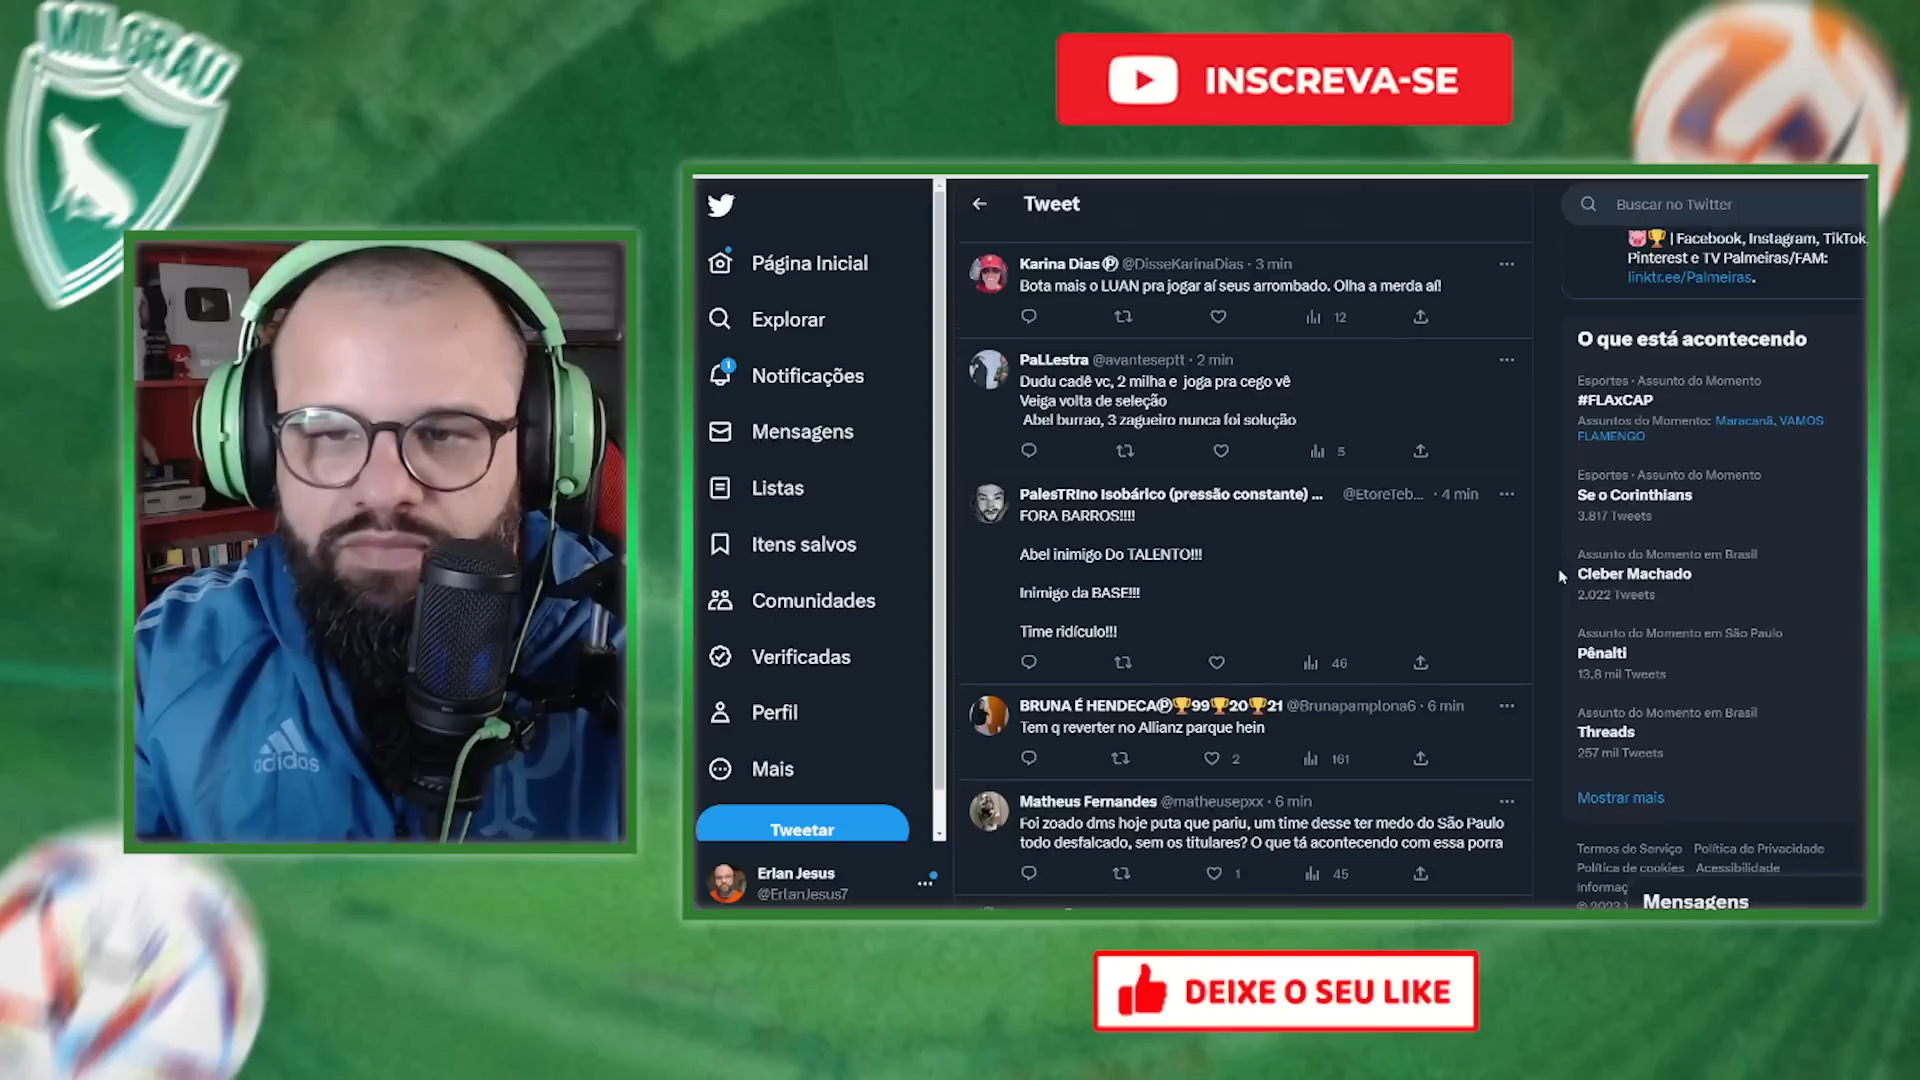 MILGRAU
INSCREVA-SE
adidas
Página Inicial
Explorar
1
Notificações
Mensagens
Listas
Itens salvos
Comunidades
Verificadas
Perfil
Mais
Tweetar
Erlan Jesus
@ErlanJesus7
Tweet
Karina Dias Ⓟ @DisseKarinaDias · 3 min
Bota mais o LUAN pra jogar aí seus arrombado. Olha a merda aí!
12
PaLLestra @avanteseptt · 2 min
Dudu cadê vc, 2 milha e joga pra cego vê
Veiga volta de seleção
Abel burrao, 3 zagueiro nunca foi solução
5
PalesTRIno Isobárico (pressão constante) ... @EtoreTeb... · 4 min
FORA BARROS!!!!
Abel inimigo Do TALENTO!!!
Inimigo da BASE!!!
Time ridículo!!!
46
BRUNA É HENDECAⓅ🏆99🏆20🏆21 @Brunapamplona6 · 6 min
Tem q reverter no Allianz parque hein
2 161
Matheus Fernandes @matheusepxx · 6 min
Foi zoado dms hoje puta que pariu, um time desse ter medo do São Paulo
todo desfalcado, sem os titulares? O que tá acontecendo com essa porra
1 45
Buscar no Twitter
🐷🏆 | Facebook, Instagram, TikTok,
Pinterest e TV Palmeiras/FAM:
linktr.ee/Palmeiras.
O que está acontecendo
Esportes · Assunto do Momento
#FLAxCAP
Assuntos do Momento: Maracanã, VAMOS
FLAMENGO
Esportes · Assunto do Momento
Se o Corinthians
3.817 Tweets
Assunto do Momento em Brasil
Cleber Machado
2.022 Tweets
Assunto do Momento em São Paulo
Pênalti
13,8 mil Tweets
Assunto do Momento em Brasil
Threads
257 mil Tweets
Mostrar mais
Termos de Serviço Política de Privacidade
Política de cookies Acessibilidade
Informaç
© 2023
Mensagens
DEIXE O SEU LIKE